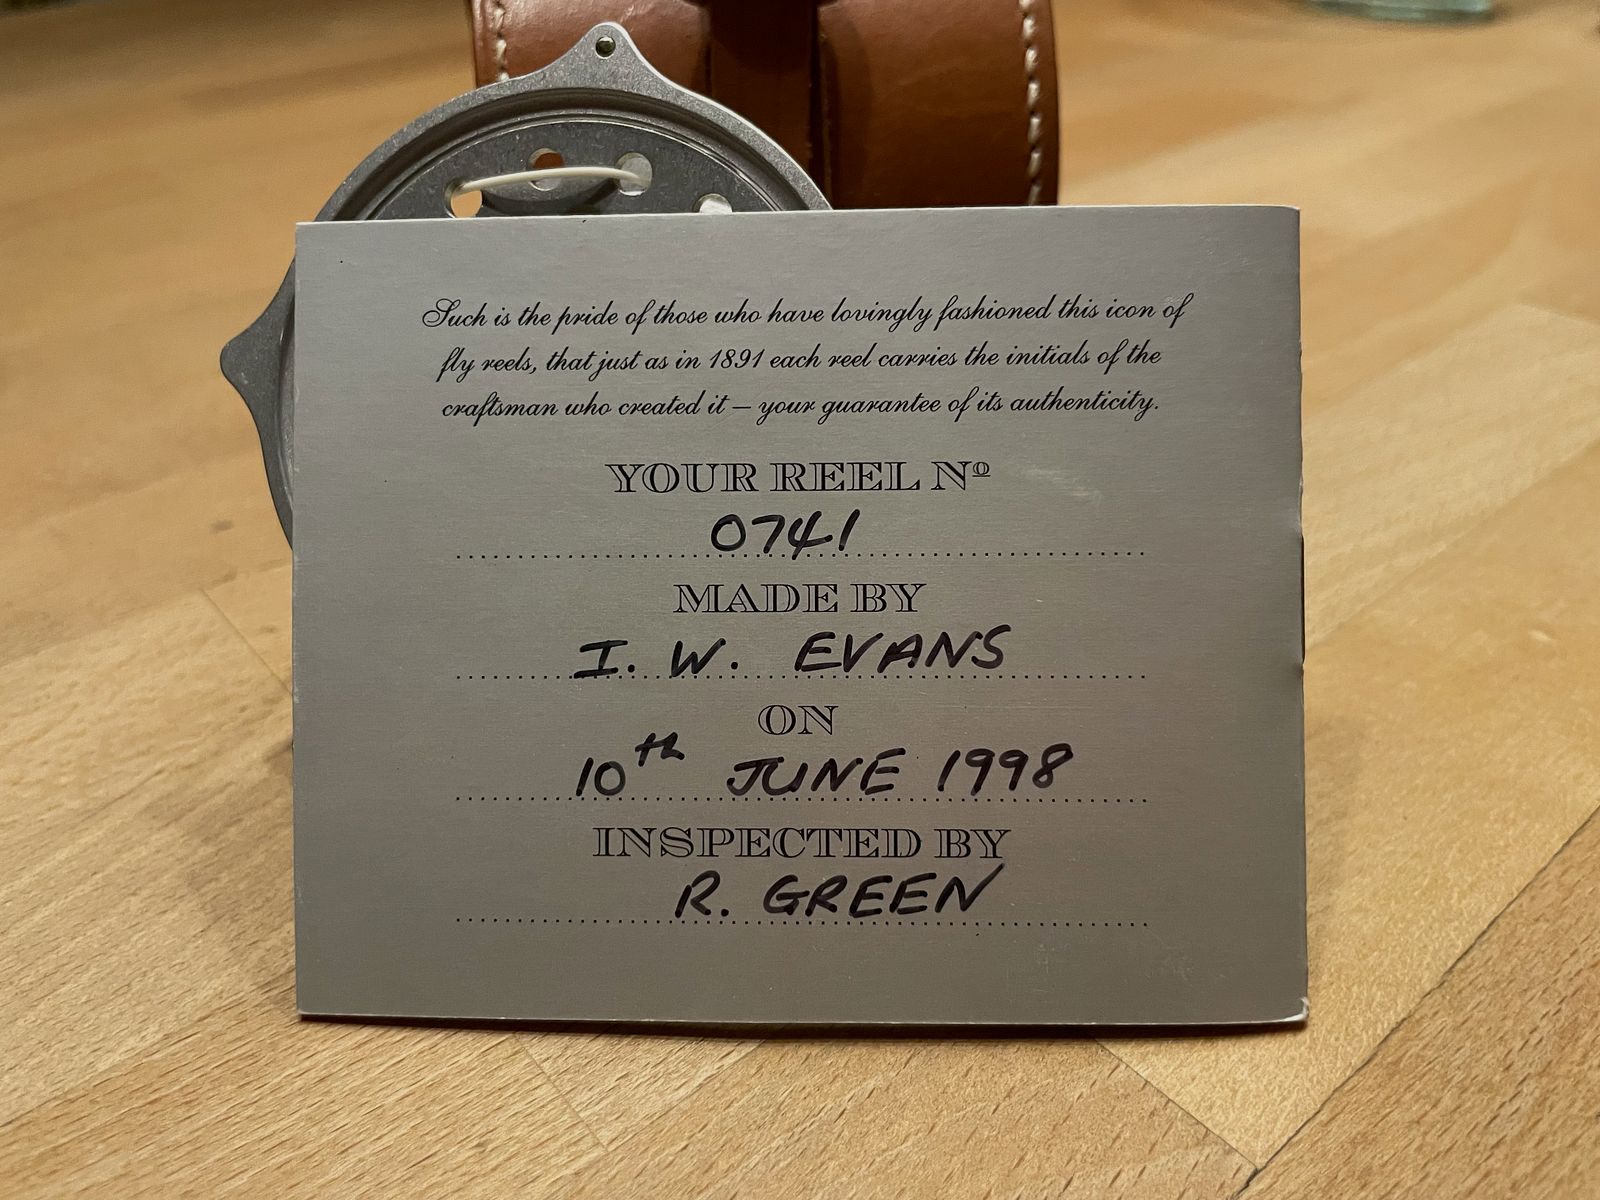 Such is the pride of those who have lovingly fashioned this icon of
fly reels, that just as in 1891 each reel carries the initials of the
craftsman who created it – your guarantee of its authenticity.
YOUR REEL Nº
0741
MADE BY
I. W. EVANS
ON
10th JUNE 1998
INSPECTED BY
R. GREEN